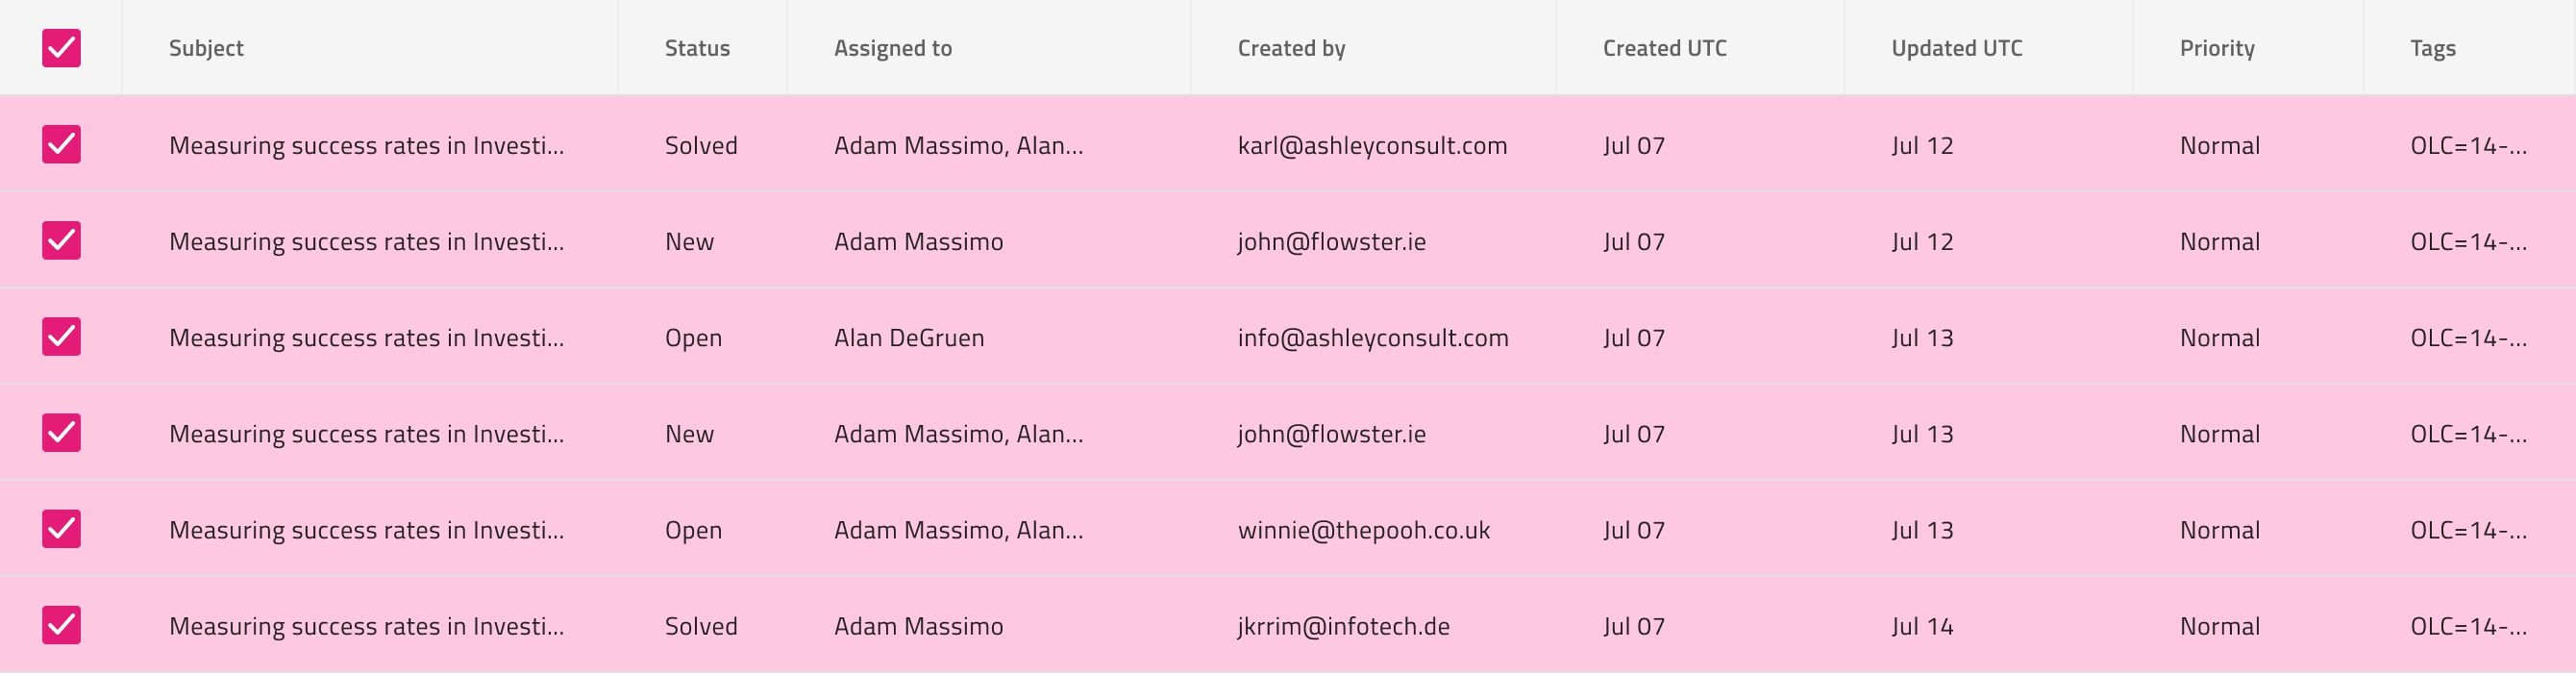 Subject Status Assigned to Created by Created UTC Updated UTC Priority Tags
Measuring success rates in Investi... Solved Adam Massimo, Alan... karl@ashleyconsult.com Jul 07 Jul 12 Normal OLC=14-...
Measuring success rates in Investi... New Adam Massimo john@flowster.ie Jul 07 Jul 12 Normal OLC=14-...
Measuring success rates in Investi... Open Alan DeGruen info@ashleyconsult.com Jul 07 Jul 13 Normal OLC=14-...
Measuring success rates in Investi... New Adam Massimo, Alan... john@flowster.ie Jul 07 Jul 13 Normal OLC=14-...
Measuring success rates in Investi... Open Adam Massimo, Alan... winnie@thepooh.co.uk Jul 07 Jul 13 Normal OLC=14-...
Measuring success rates in Investi... Solved Adam Massimo jkrrim@infotech.de Jul 07 Jul 14 Normal OLC=14-...